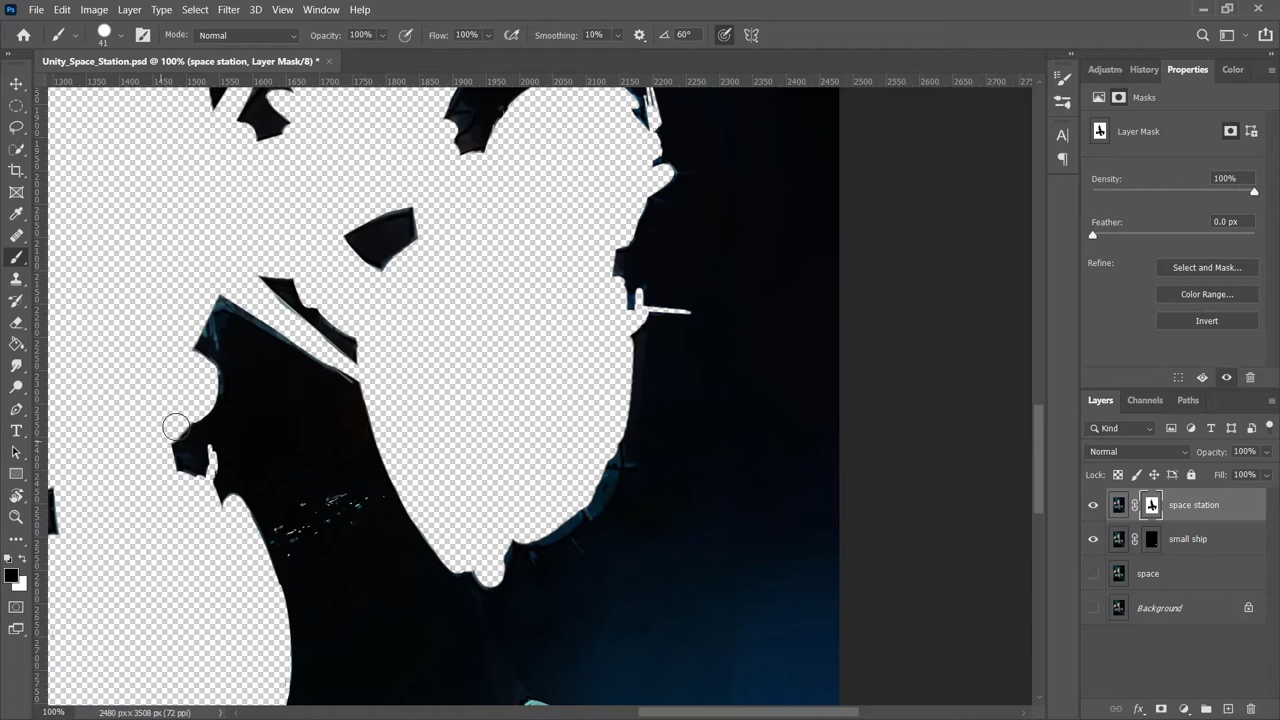 Ps File Edit Image Layer Type Select Filter 3D View Window Help
41 Mode: Normal Opacity: 100% Flow: 100% Smoothing: 10% 60°
Unity_Space_Station.psd @ 100% (space station, Layer Mask/8) * ×
1300 1350 1400 1450 1500 1550 1600 1650 1700 1750 1800 1850 1900 1950 2000 2050 2100 2150 2200 2250 2300 2350 2400 2450 2500 2550 2600 2650 2700 275
Adjustm History Properties Color
Masks
Layer Mask
Density: 100%
Feather: 0.0 px
Refine: Select and Mask...
Color Range...
Invert
Layers Channels Paths
Kind
Normal Opacity: 100%
Lock: Fill: 100%
space station
small ship
space
Background
100% 2480 px x 3508 px (72 ppi)